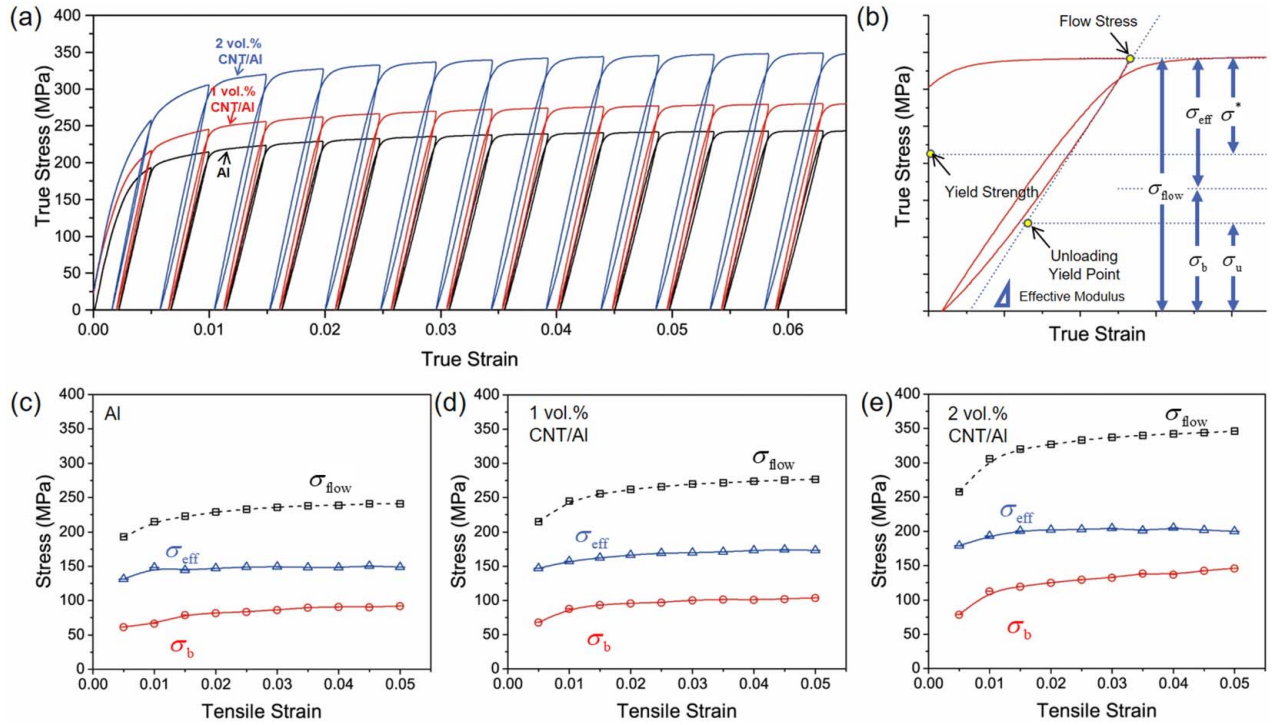 (a)
400
350
300
250
200
150
100
50
0
True Stress (MPa)
2 vol.%
CNT/Al
1 vol.%
CNT/Al
Al
0.00 0.01 0.02 0.03 0.04 0.05 0.06
True Strain
(b)
True Stress (MPa)
Flow Stress
Yield Strength
Unloading
Yield Point
Effective Modulus
σflow
σeff
σ*
σb
σu
True Strain
(c)
Al
400
350
300
250
200
150
100
50
0
Stress (MPa)
σflow
σeff
σb
0.00 0.01 0.02 0.03 0.04 0.05
Tensile Strain
(d)
1 vol.%
CNT/Al
400
350
300
250
200
150
100
50
0
Stress (MPa)
σflow
σeff
σb
0.00 0.01 0.02 0.03 0.04 0.05
Tensile Strain
(e)
2 vol.%
CNT/Al
400
350
300
250
200
150
100
50
0
Stress (MPa)
σflow
σeff
σb
0.00 0.01 0.02 0.03 0.04 0.05
Tensile Strain